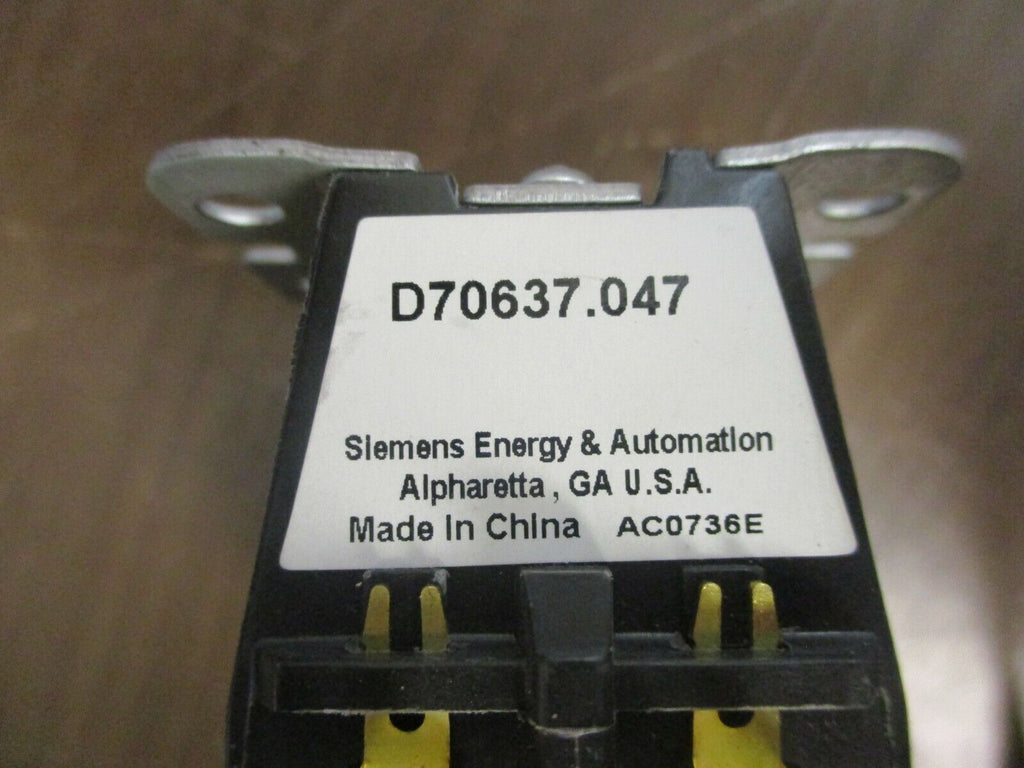 D70637.047
Siemens Energy & Automation
Alpharetta, GA U.S.A.
Made In China AC0736E